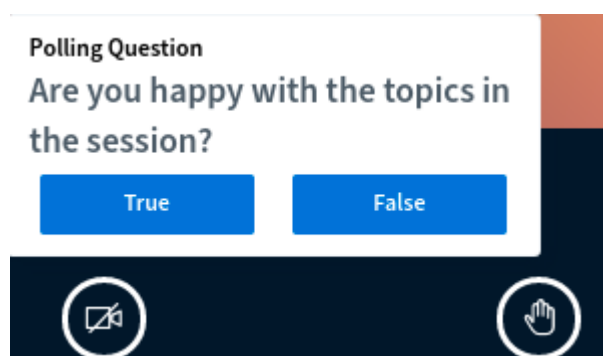 Polling Question
Are you happy with the topics in
the session?
True
False